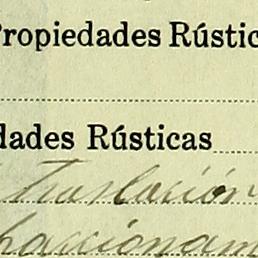 Propiedades Rústic
dades Rústicas
Traslación